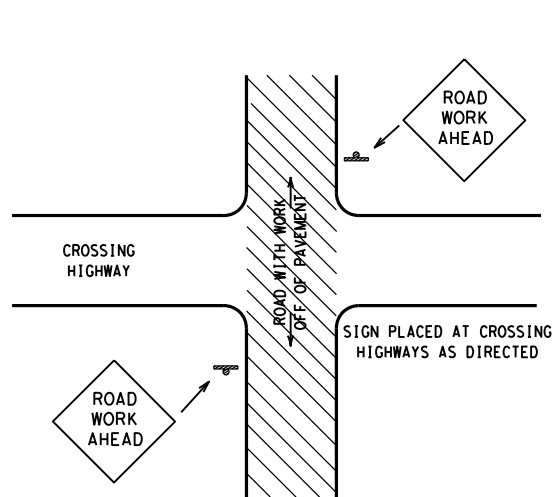 ROAD
WORK
AHEAD
ROAD WITH WORK
OFF OF PAVEMENT
CROSSING
HIGHWAY
SIGN PLACED AT CROSSING
HIGHWAYS AS DIRECTED
ROAD
WORK
AHEAD